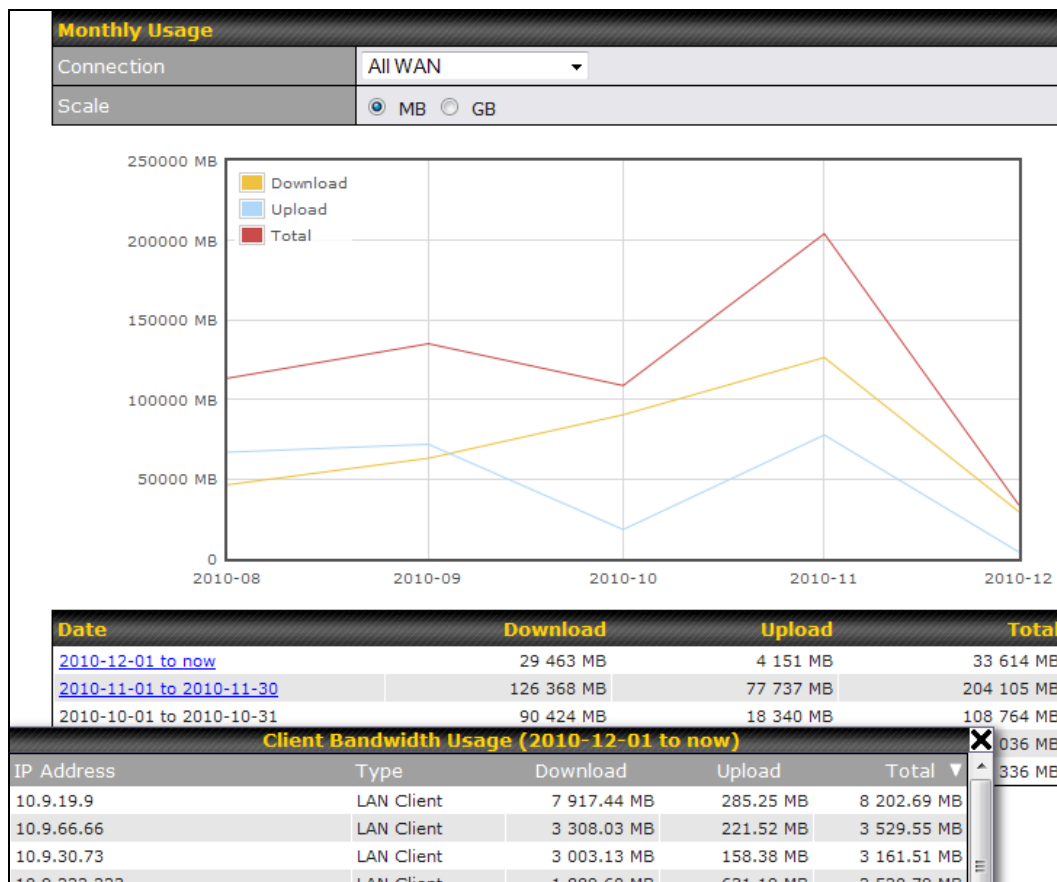 Monthly Usage
Connection All WAN
Scale MB GB
250000 MB
Download
Upload
200000 MB Total
150000 MB
100000 MB
50000 MB
0
2010-08 2010-09 2010-10 2010-11 2010-12
Date Download Upload Total
2010-12-01 to now 29 463 MB 4 151 MB 33 614 MB
2010-11-01 to 2010-11-30 126 368 MB 77 737 MB 204 105 MB
2010-10-01 to 2010-10-31 90 424 MB 18 340 MB 108 764 MB
Client Bandwidth Usage (2010-12-01 to now) 036 MB
IP Address Type Download Upload Total 336 MB
10.9.19.9 LAN Client 7 917.44 MB 285.25 MB 8 202.69 MB
10.9.66.66 LAN Client 3 308.03 MB 221.52 MB 3 529.55 MB
10.9.30.73 LAN Client 3 003.13 MB 158.38 MB 3 161.51 MB
LAN Client